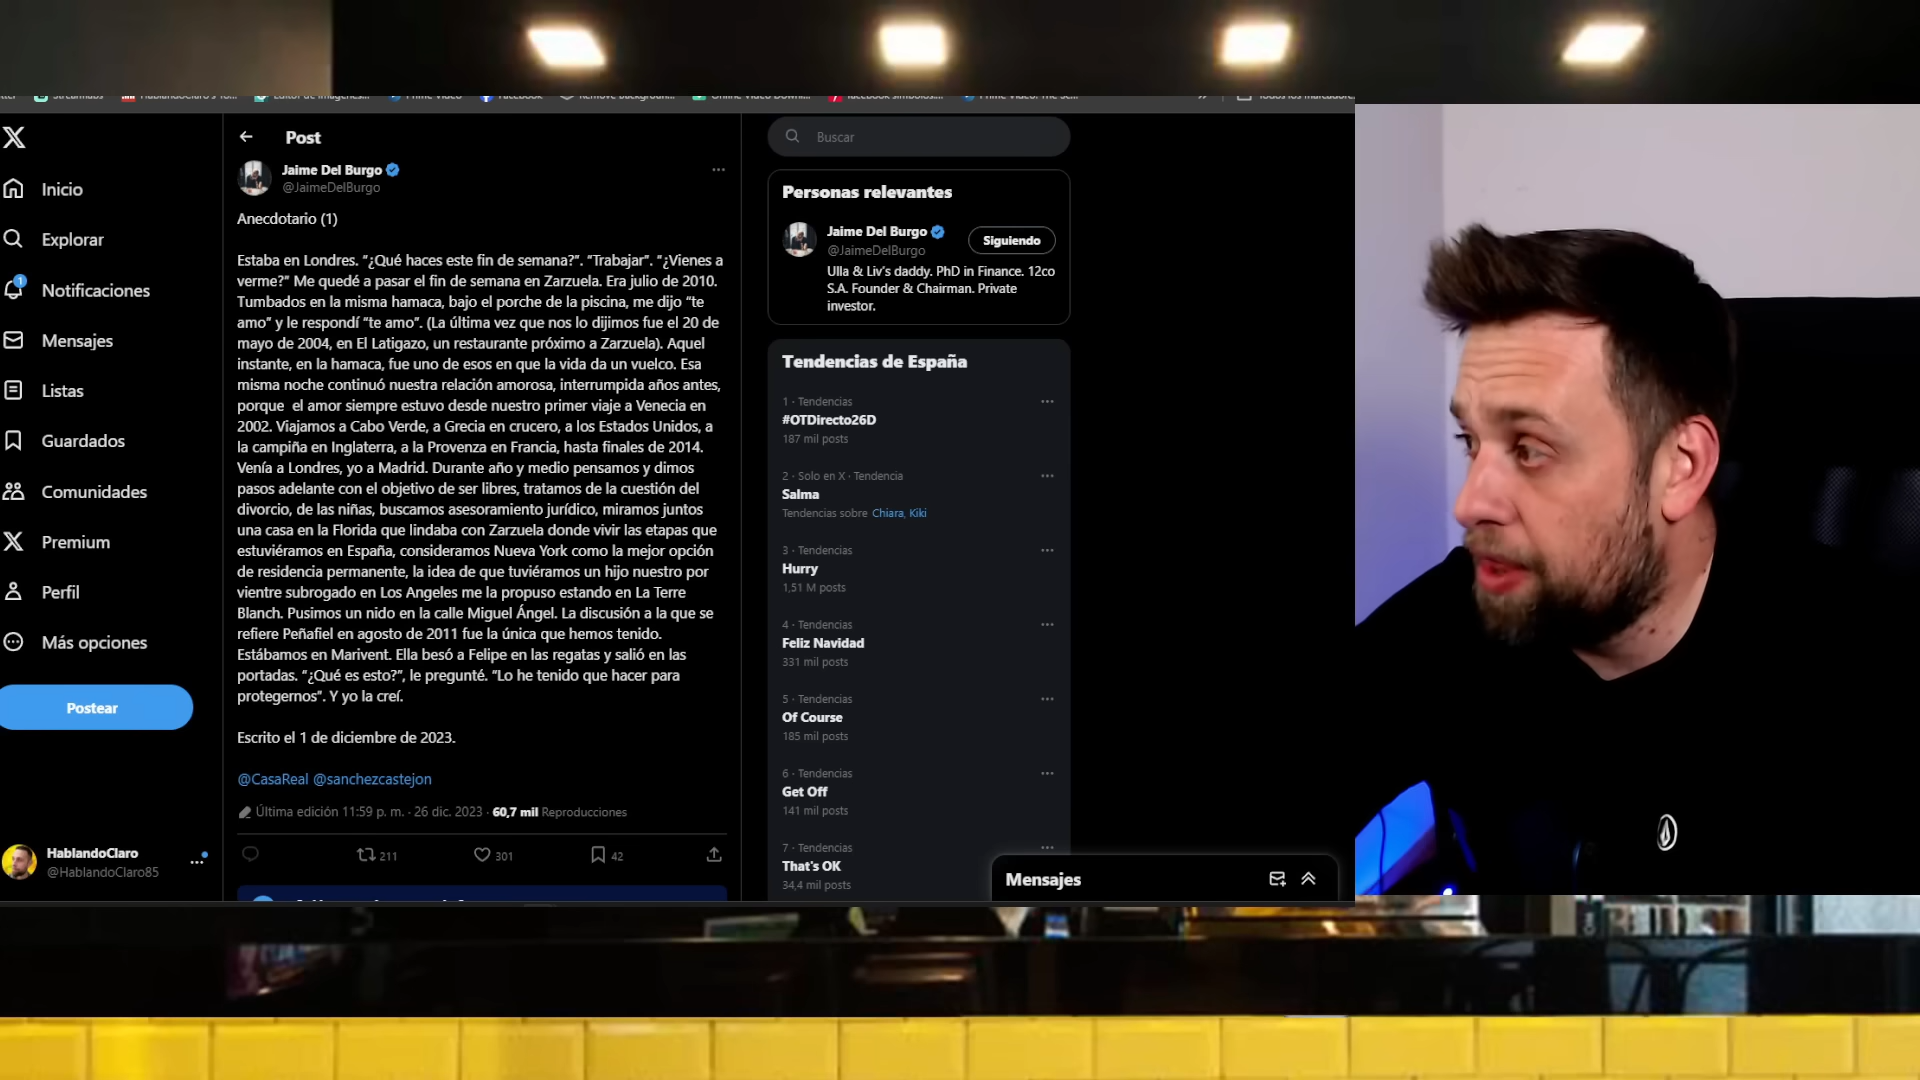 Facebook
Prime Video
X
Inicio
Explorar
1
Notificaciones
Mensajes
Listas
Guardados
Comunidades
Premium
Perfil
Más opciones
Postear
HablandoClaro
@HablandoClaro85
Post
Jaime Del Burgo
@JaimeDelBurgo
Anecdotario (1)
Estaba en Londres. “¿Qué haces este fin de semana?”. “Trabajar”. “¿Vienes a
verme?” Me quedé a pasar el fin de semana en Zarzuela. Era julio de 2010.
Tumbados en la misma hamaca, bajo el porche de la piscina, me dijo “te
amo” y le respondí “te amo”. (La última vez que nos lo dijimos fue el 20 de
mayo de 2004, en El Latigazo, un restaurante próximo a Zarzuela). Aquel
instante, en la hamaca, fue uno de esos en que la vida da un vuelco. Esa
misma noche continuó nuestra relación amorosa, interrumpida años antes,
porque el amor siempre estuvo desde nuestro primer viaje a Venecia en
2002. Viajamos a Cabo Verde, a Grecia en crucero, a los Estados Unidos, a
la campiña en Inglaterra, a la Provenza en Francia, hasta finales de 2014.
Venía a Londres, yo a Madrid. Durante año y medio pensamos y dimos
pasos adelante con el objetivo de ser libres, tratamos de la cuestión del
divorcio, de las niñas, buscamos asesoramiento jurídico, miramos juntos
una casa en la Florida que lindaba con Zarzuela donde vivir las etapas que
estuviéramos en España, consideramos Nueva York como la mejor opción
de residencia permanente, la idea de que tuviéramos un hijo nuestro por
vientre subrogado en Los Angeles me la propuso estando en La Terre
Blanch. Pusimos un nido en la calle Miguel Ángel. La discusión a la que se
refiere Peñafiel en agosto de 2011 fue la única que hemos tenido.
Estábamos en Marivent. Ella besó a Felipe en las regatas y salió en las
portadas. “¿Qué es esto?”, le pregunté. “Lo he tenido que hacer para
protegernos”. Y yo la creí.
Escrito el 1 de diciembre de 2023.
@CasaReal @sanchezcastejon
Última edición 11:59 p. m. · 26 dic. 2023 · 60,7 mil Reproducciones
211
301
42
Buscar
Personas relevantes
Jaime Del Burgo
@JaimeDelBurgo
Siguiendo
Ulla & Liv's daddy. PhD in Finance. 12co
S.A. Founder & Chairman. Private
investor.
Tendencias de España
1 · Tendencias
#OTDirecto26D
187 mil posts
2 · Solo en X · Tendencia
Salma
Tendencias sobre Chiara, Kiki
3 · Tendencias
Hurry
1,51 M posts
4 · Tendencias
Feliz Navidad
331 mil posts
5 · Tendencias
Of Course
185 mil posts
6 · Tendencias
Get Off
141 mil posts
7 · Tendencias
That's OK
34,4 mil posts
Mensajes